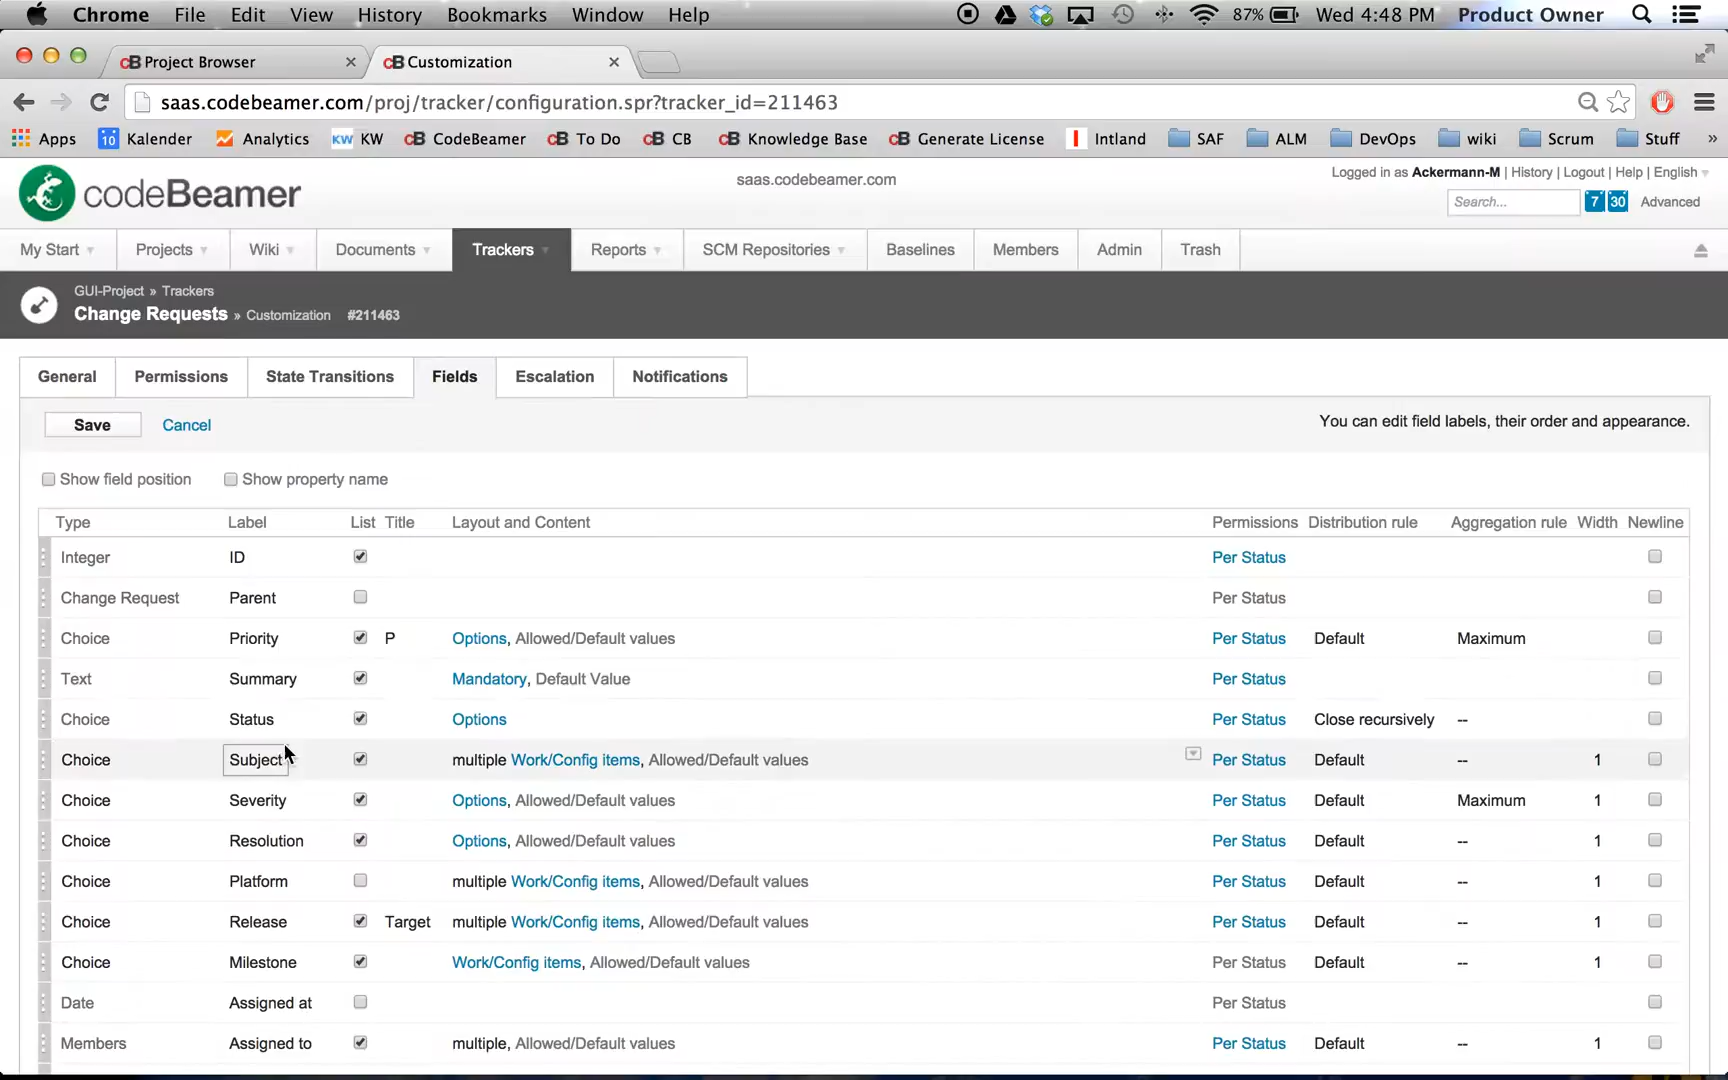 Chrome File Edit View History Bookmarks Window Help 87% Wed 4:48 PM Product Owner
cB Project Browser cB Customization
saas.codebeamer.com/proj/tracker/configuration.spr?tracker_id=211463
Apps 10 Kalender Analytics KW KW cB CodeBeamer cB To Do cB CB cB Knowledge Base cB Generate License Intland SAF ALM DevOps wiki Scrum Stuff »
codeBeamer saas.codebeamer.com Logged in as Ackermann-M | History | Logout | Help | English
Search... 7 30 Advanced
My Start Projects Wiki Documents Trackers Reports SCM Repositories Baselines Members Admin Trash
GUI-Project » Trackers
Change Requests » Customization #211463
General Permissions State Transitions Fields Escalation Notifications
Save Cancel You can edit field labels, their order and appearance.
Show field position Show property name
Type Label List Title Layout and Content Permissions Distribution rule Aggregation rule Width Newline
Integer ID Per Status
Change Request Parent Per Status
Choice Priority P Options, Allowed/Default values Per Status Default Maximum
Text Summary Mandatory, Default Value Per Status
Choice Status Options Per Status Close recursively --
Choice Subject multiple Work/Config items, Allowed/Default values Per Status Default -- 1
Choice Severity Options, Allowed/Default values Per Status Default Maximum 1
Choice Resolution Options, Allowed/Default values Per Status Default -- 1
Choice Platform multiple Work/Config items, Allowed/Default values Per Status Default -- 1
Choice Release Target multiple Work/Config items, Allowed/Default values Per Status Default -- 1
Choice Milestone Work/Config items, Allowed/Default values Per Status Default -- 1
Date Assigned at Per Status
Members Assigned to multiple, Allowed/Default values Per Status Default -- 1